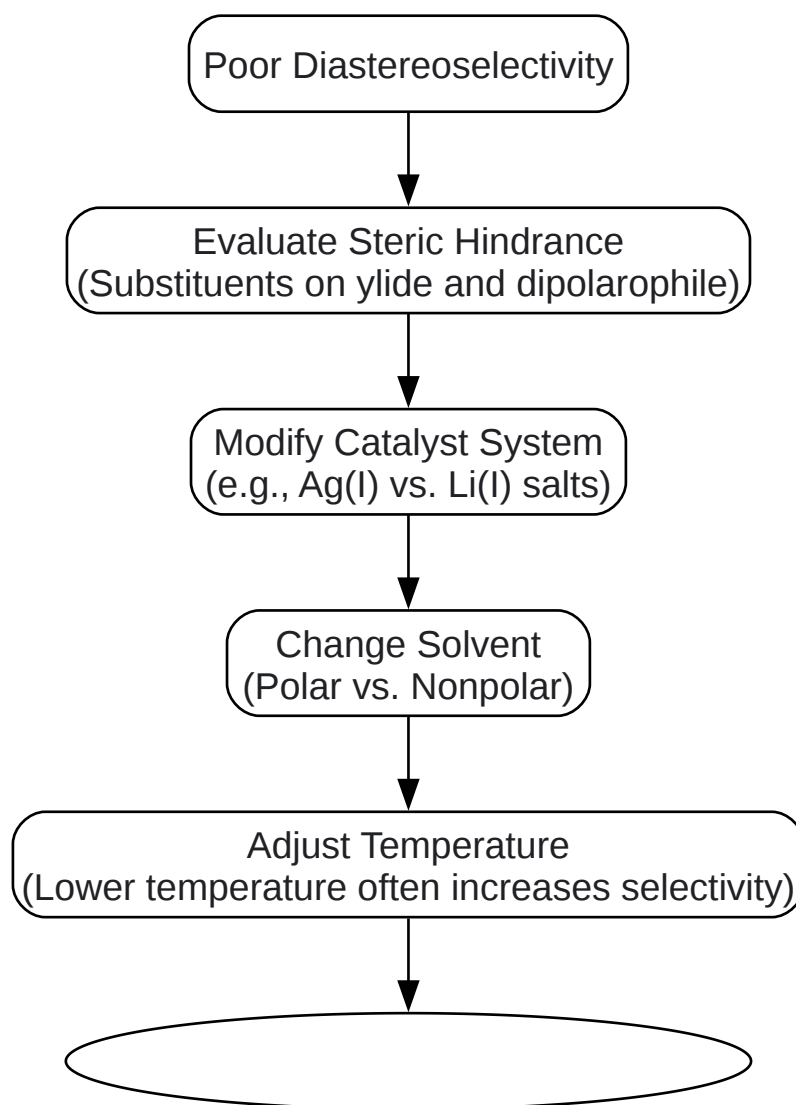 Poor Diastereoselectivity
Evaluate Steric Hindrance
(Substituents on ylide and dipolarophile)
Modify Catalyst System
(e.g., Ag(I) vs. Li(I) salts)
Change Solvent
(Polar vs. Nonpolar)
Adjust Temperature
(Lower temperature often increases selectivity)